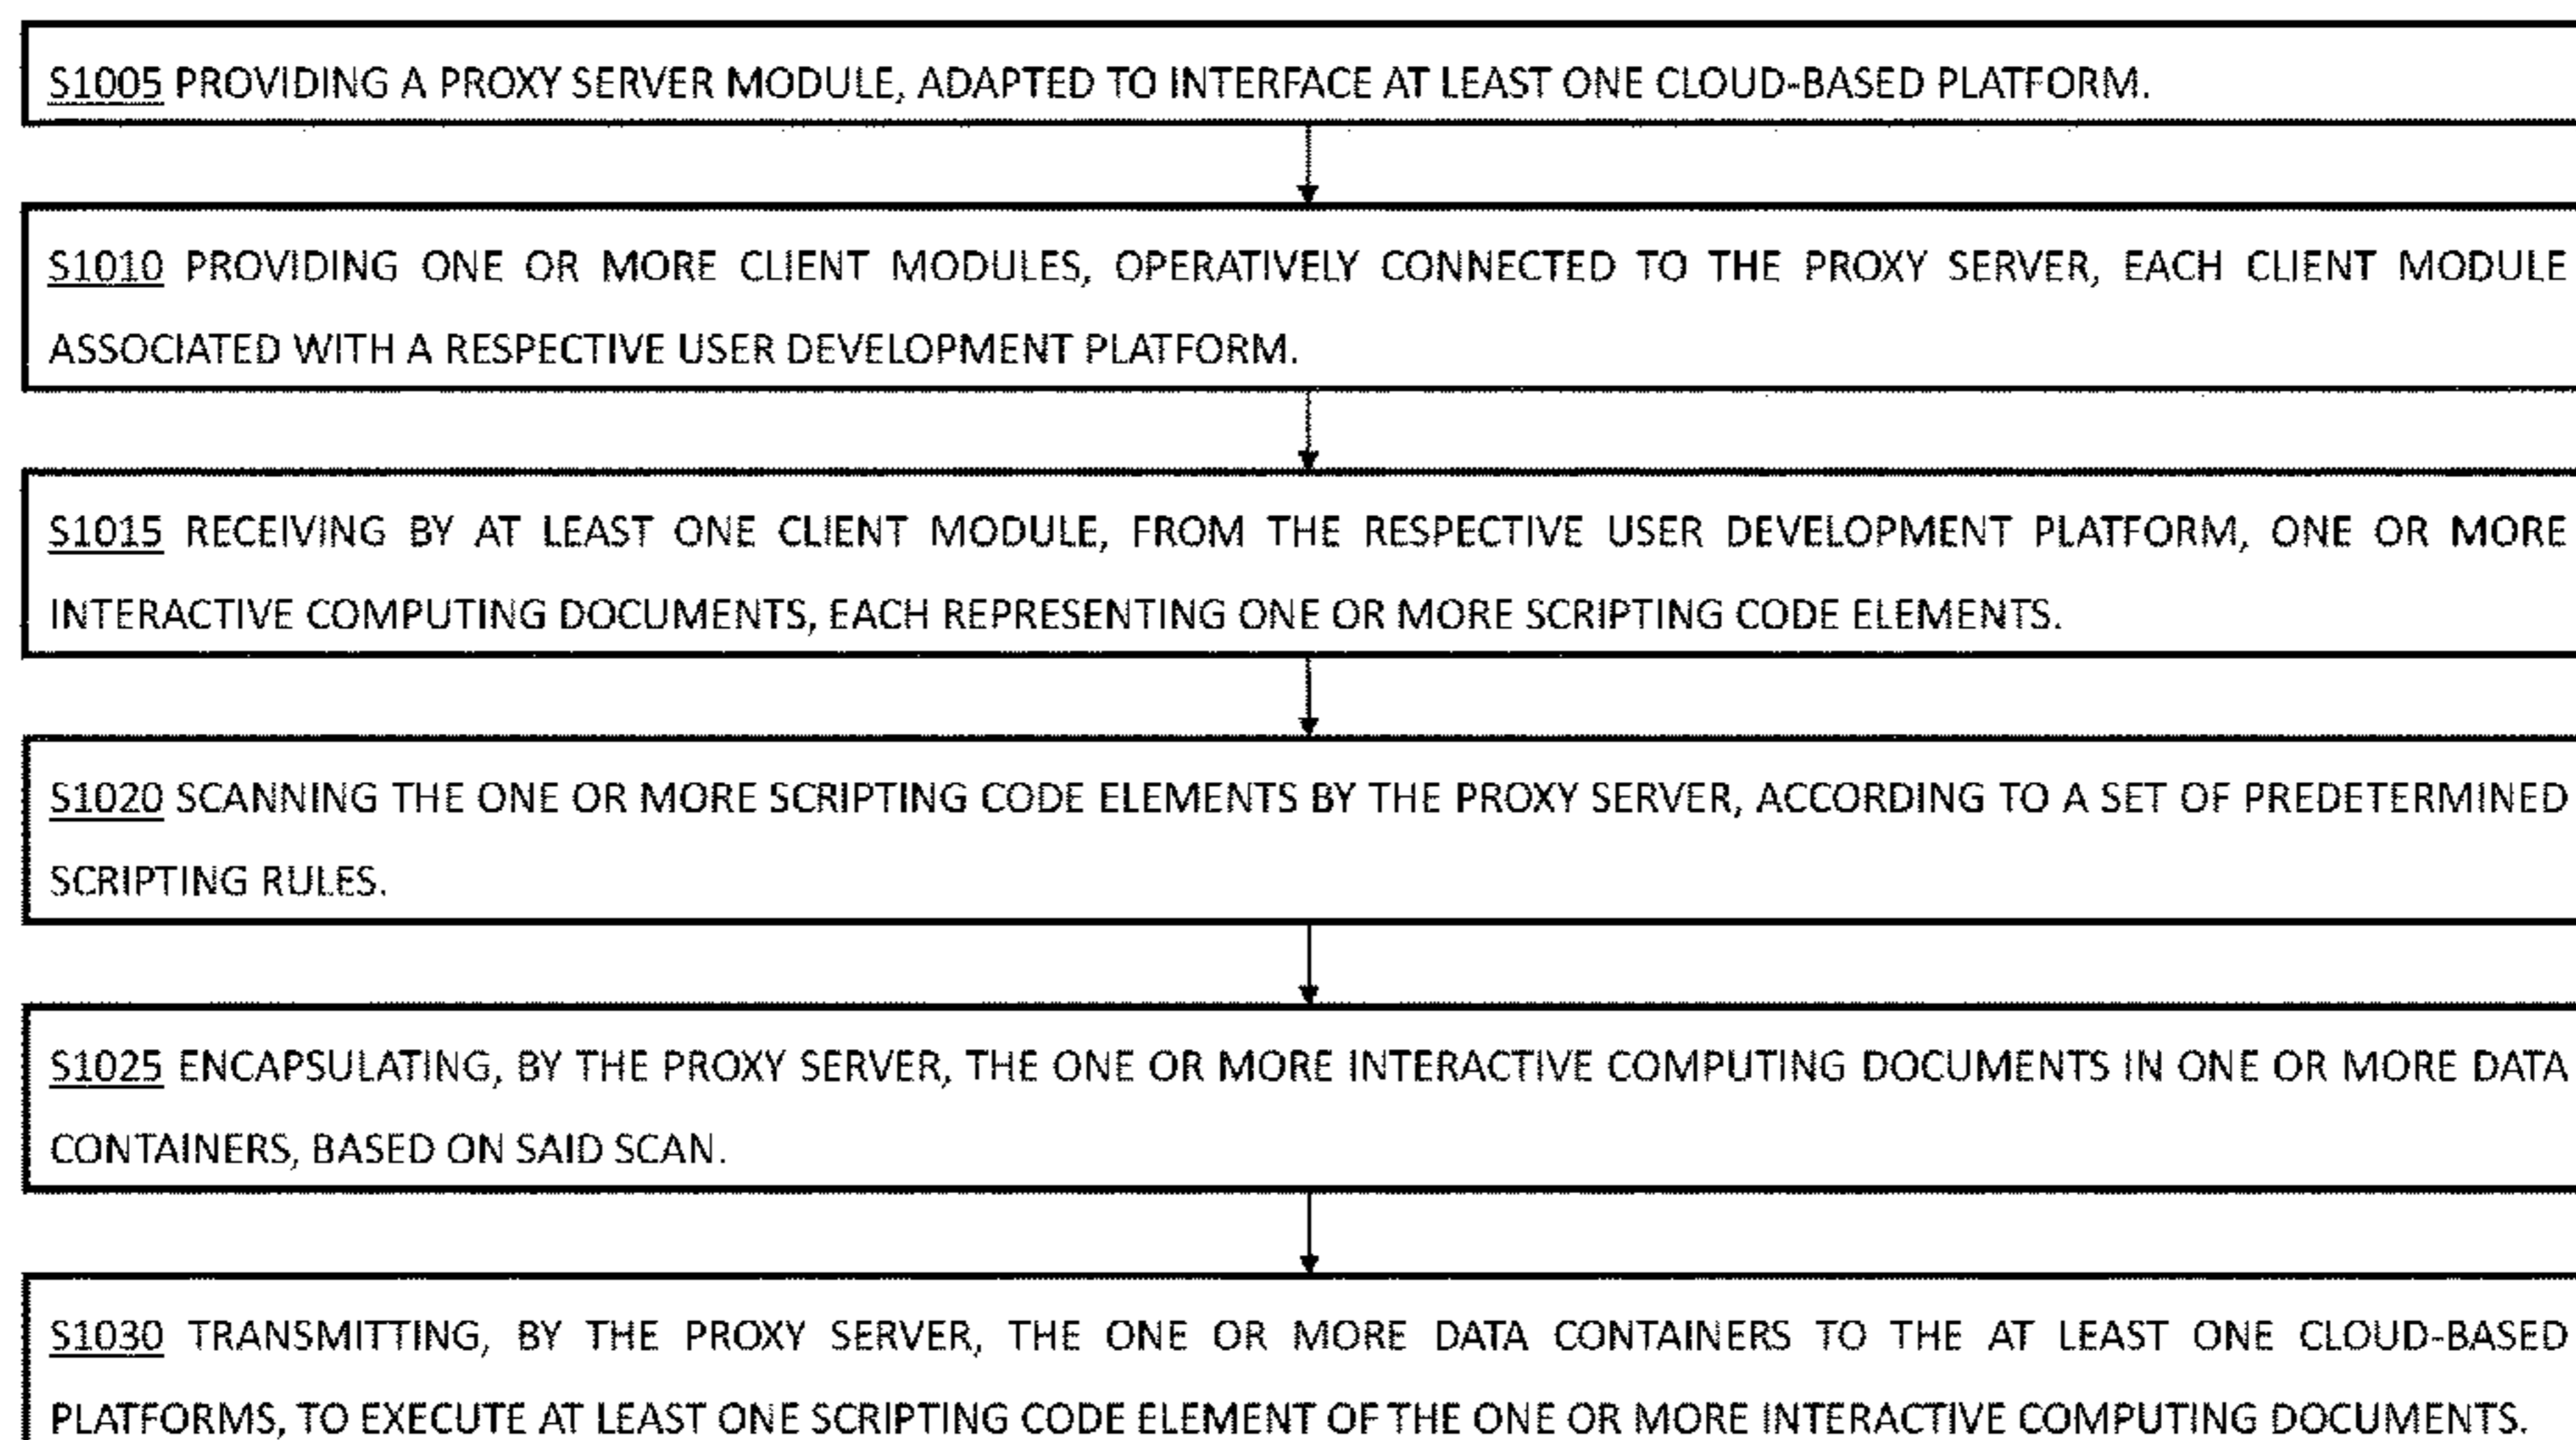 S1005 PROVIDING A PROXY SERVER MODULE, ADAPTED TO INTERFACE AT LEAST ONE CLOUD-BASED PLATFORM.
S1010 PROVIDING ONE OR MORE CLIENT MODULES, OPERATIVELY CONNECTED TO THE PROXY SERVER, EACH CLIENT MODULE
ASSOCIATED WITH A RESPECTIVE USER DEVELOPMENT PLATFORM.
S1015 RECEIVING BY AT LEAST ONE CLIENT MODULE, FROM THE RESPECTIVE USER DEVELOPMENT PLATFORM, ONE OR MORE
INTERACTIVE COMPUTING DOCUMENTS, EACH REPRESENTING ONE OR MORE SCRIPTING CODE ELEMENTS.
S1020 SCANNING THE ONE OR MORE SCRIPTING CODE ELEMENTS BY THE PROXY SERVER, ACCORDING TO A SET OF PREDETERMINED
SCRIPTING RULES.
S1025 ENCAPSULATING, BY THE PROXY SERVER, THE ONE OR MORE INTERACTIVE COMPUTING DOCUMENTS IN ONE OR MORE DATA
CONTAINERS, BASED ON SAID SCAN.
S1030 TRANSMITTING, BY THE PROXY SERVER, THE ONE OR MORE DATA CONTAINERS TO THE AT LEAST ONE CLOUD-BASED
PLATFORMS, TO EXECUTE AT LEAST ONE SCRIPTING CODE ELEMENT OF THE ONE OR MORE INTERACTIVE COMPUTING DOCUMENTS.